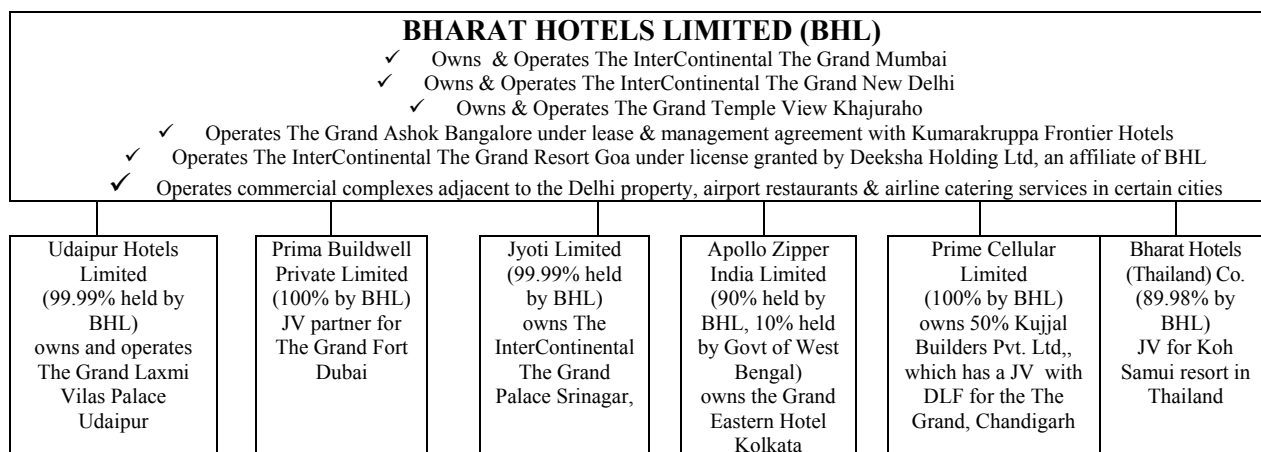 BHARAT HOTELS LIMITED (BHL)
✓ Owns & Operates The InterContinental The Grand Mumbai
✓ Owns & Operates The InterContinental The Grand New Delhi
✓ Owns & Operates The Grand Temple View Khajuraho
✓ Operates The Grand Ashok Bangalore under lease & management agreement with Kumarakruppa Frontier Hotels
✓ Operates The InterContinental The Grand Resort Goa under license granted by Deeksha Holding Ltd, an affiliate of BHL
✓ Operates commercial complexes adjacent to the Delhi property, airport restaurants & airline catering services in certain cities
Udaipur Hotels
Limited
(99.99% held by
BHL)
owns and operates
The Grand Laxmi
Vilas Palace
Udaipur
Prima Buildwell
Private Limited
(100% by BHL)
JV partner for
The Grand Fort
Dubai
Jyoti Limited
(99.99% held
by BHL)
owns The
InterContinental
The Grand
Palace Srinagar,
Apollo Zipper
India Limited
(90% held by
BHL, 10% held
by Govt of West
Bengal)
owns the Grand
Eastern Hotel
Kolkata
Prime Cellular
Limited
(100% by BHL)
owns 50% Kujjal
Builders Pvt. Ltd,,
which has a JV with
DLF for the The
Grand, Chandigarh
Bharat Hotels
(Thailand) Co.
(89.98% by
BHL)
JV for Koh
Samui resort in
Thailand